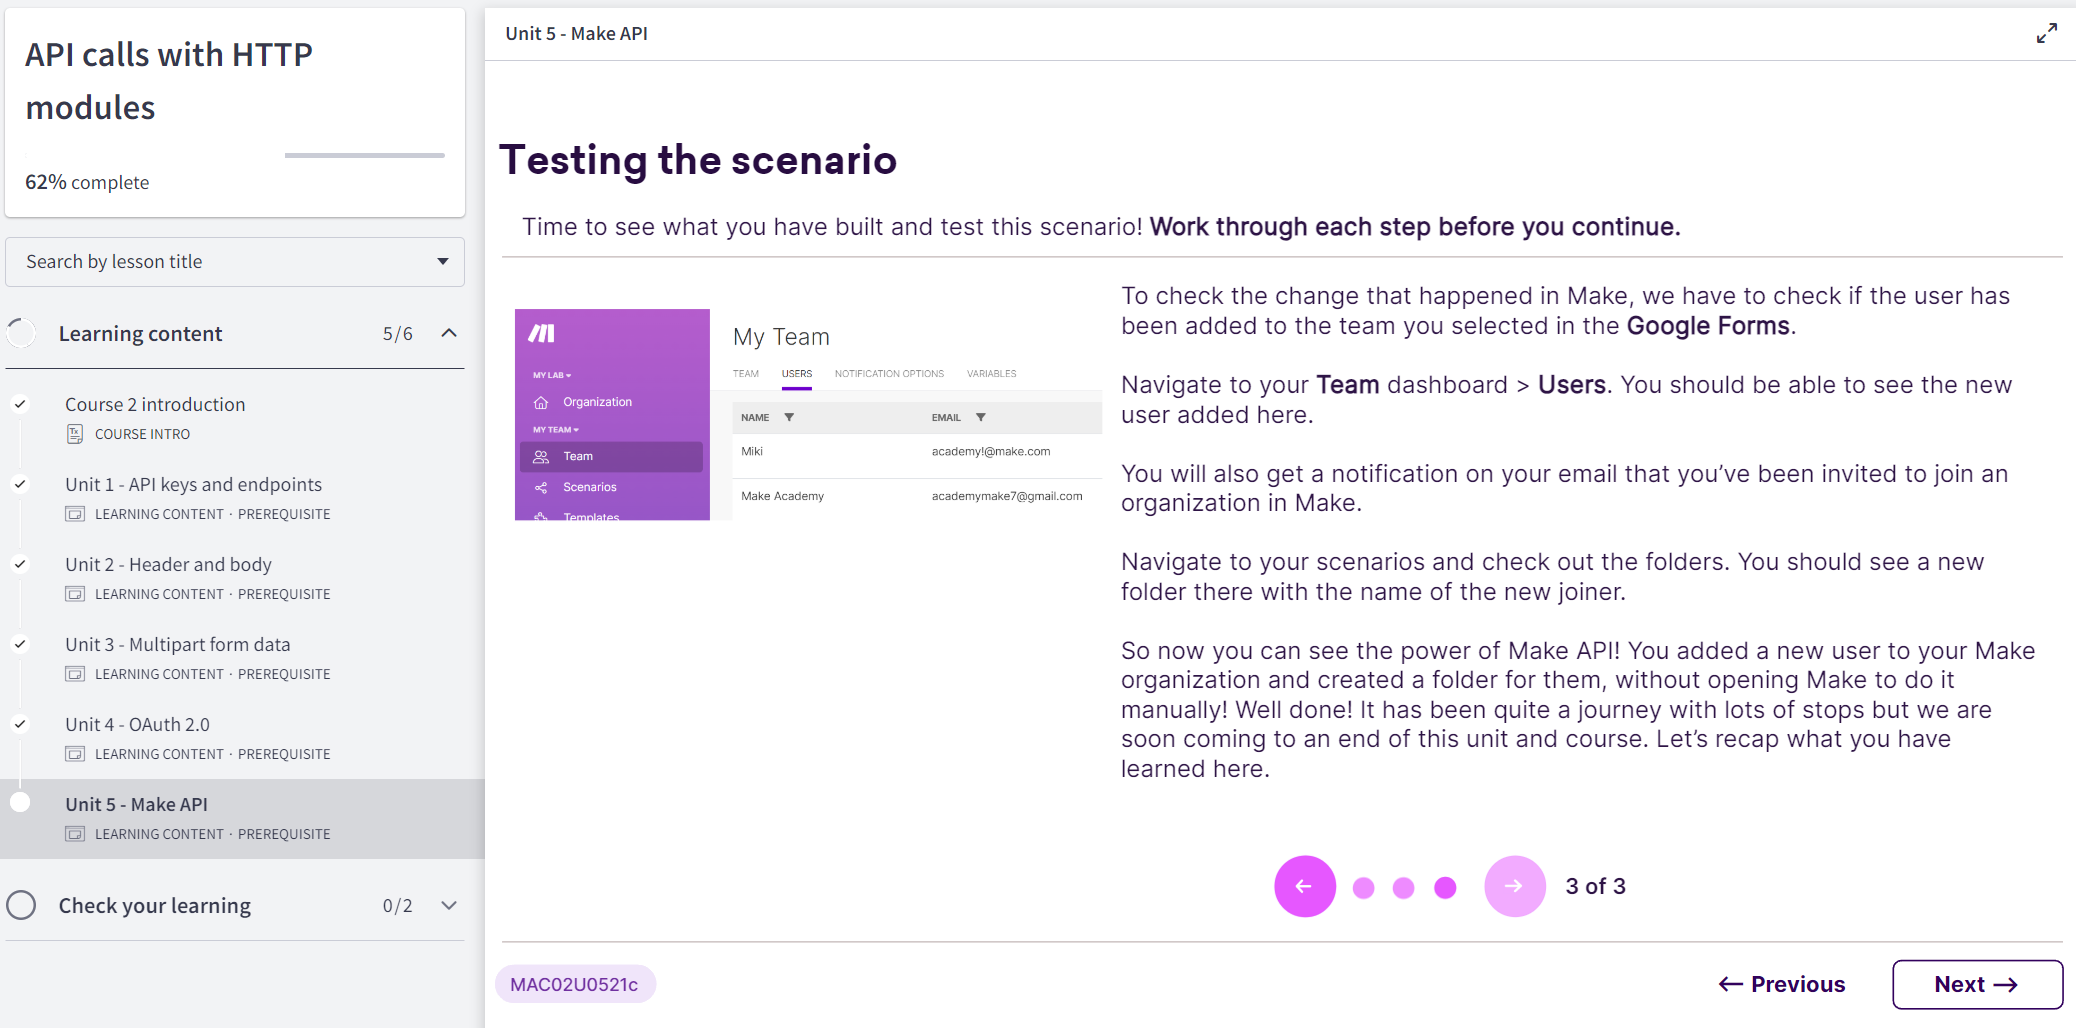 API calls with HTTP
modules
62% complete
Search by lesson title
Learning content 5/6
Course 2 introduction
COURSE INTRO
Unit 1 - API keys and endpoints
LEARNING CONTENT · PREREQUISITE
Unit 2 - Header and body
LEARNING CONTENT · PREREQUISITE
Unit 3 - Multipart form data
LEARNING CONTENT · PREREQUISITE
Unit 4 - OAuth 2.0
LEARNING CONTENT · PREREQUISITE
Unit 5 - Make API
LEARNING CONTENT · PREREQUISITE
Check your learning 0/2
Unit 5 - Make API
Testing the scenario
Time to see what you have built and test this scenario! Work through each step before you continue.
MY LAB
Organization
MY TEAM
Team
Scenarios
Templates
My Team
TEAM USERS NOTIFICATION OPTIONS VARIABLES
NAME EMAIL
Miki academy!@make.com
Make Academy academymake7@gmail.com
To check the change that happened in Make, we have to check if the user has
been added to the team you selected in the Google Forms.
Navigate to your Team dashboard > Users. You should be able to see the new
user added here.
You will also get a notification on your email that you’ve been invited to join an
organization in Make.
Navigate to your scenarios and check out the folders. You should see a new
folder there with the name of the new joiner.
So now you can see the power of Make API! You added a new user to your Make
organization and created a folder for them, without opening Make to do it
manually! Well done! It has been quite a journey with lots of stops but we are
soon coming to an end of this unit and course. Let’s recap what you have
learned here.
3 of 3
MAC02U0521c
← Previous
Next →